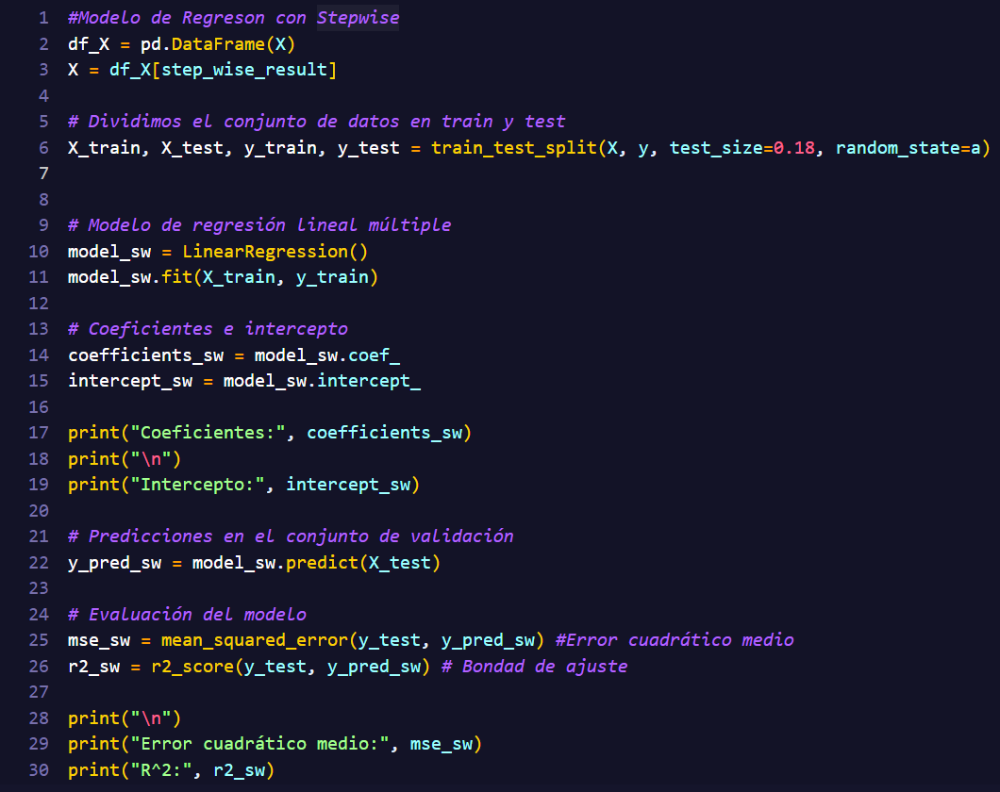 1 #Modelo de Regreson con Stepwise
2 df_X = pd.DataFrame(X)
3 X = df_X[step_wise_result]
4
5 # Dividimos el conjunto de datos en train y test
6 X_train, X_test, y_train, y_test = train_test_split(X, y, test_size=0.18, random_state=a)
7
8
9 # Modelo de regresión lineal múltiple
10 model_sw = LinearRegression()
11 model_sw.fit(X_train, y_train)
12
13 # Coeficientes e intercepto
14 coefficients_sw = model_sw.coef_
15 intercept_sw = model_sw.intercept_
16
17 print("Coeficientes:", coefficients_sw)
18 print("\n")
19 print("Intercepto:", intercept_sw)
20
21 # Predicciones en el conjunto de validación
22 y_pred_sw = model_sw.predict(X_test)
23
24 # Evaluación del modelo
25 mse_sw = mean_squared_error(y_test, y_pred_sw) #Error cuadrático medio
26 r2_sw = r2_score(y_test, y_pred_sw) # Bondad de ajuste
27
28 print("\n")
29 print("Error cuadrático medio:", mse_sw)
30 print("R^2:", r2_sw)